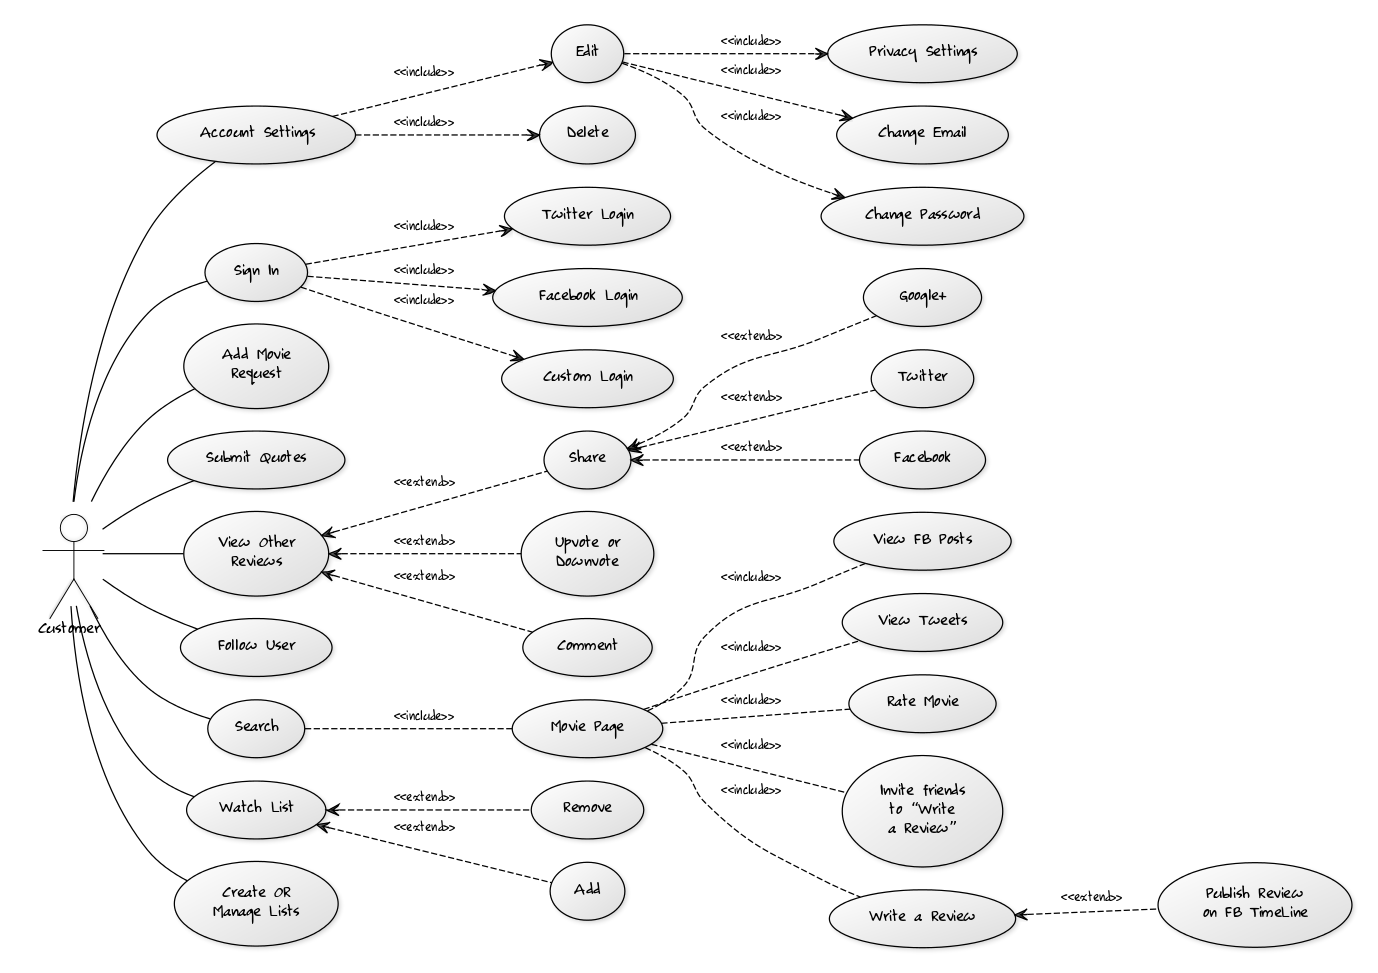 Edit
<<include>>
Privacy Settings
<<include>>
<<include>>
Account Settings
<<include>>
Delete
<<include>>
Change Email
Twitter Login
Change Password
<<include>>
Sign In
<<include>>
Facebook Login
<<include>>
Google+
<<extend>>
Add Movie
Request
Custom Login
Twitter
<<extend>>
Submit Quotes
Share
<<extend>>
Facebook
<<extend>>
View Other
Reviews
<<extend>>
Upvote or
Downvote
View FB Posts
<<extend>>
<<include>>
Customer
View Tweets
Follow User
Comment
<<include>>
Search
<<include>>
Movie Page
<<include>>
Rate Movie
<<include>>
Watch List
<<extend>>
Remove
<<include>>
Invite friends
to "Write
a Review"
<<extend>>
Create OR
Manage Lists
Add
Write a Review
<<extend>>
Publish Review
on FB TimeLine